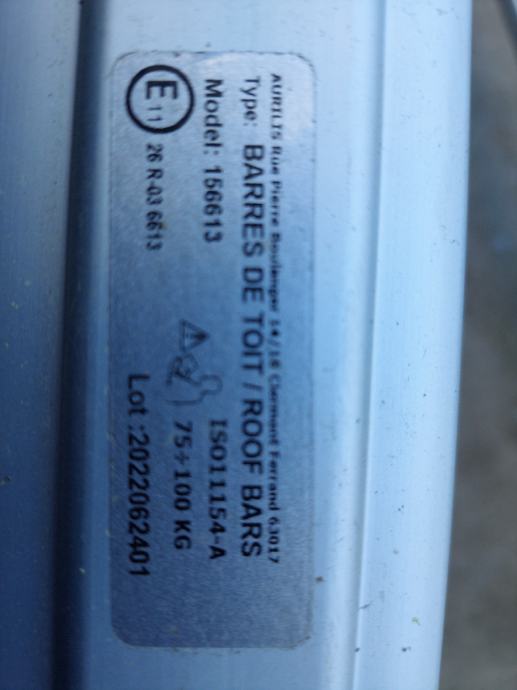 AURILIS Rue Pierre Boulanger 14/16 Clermont Ferrand 63017
Type: BARRES DE TOIT / ROOF BARS
Model: 156613
ISO11154-A
E 11
75÷100 KG
26 R-03 6613
Lot :2022062401